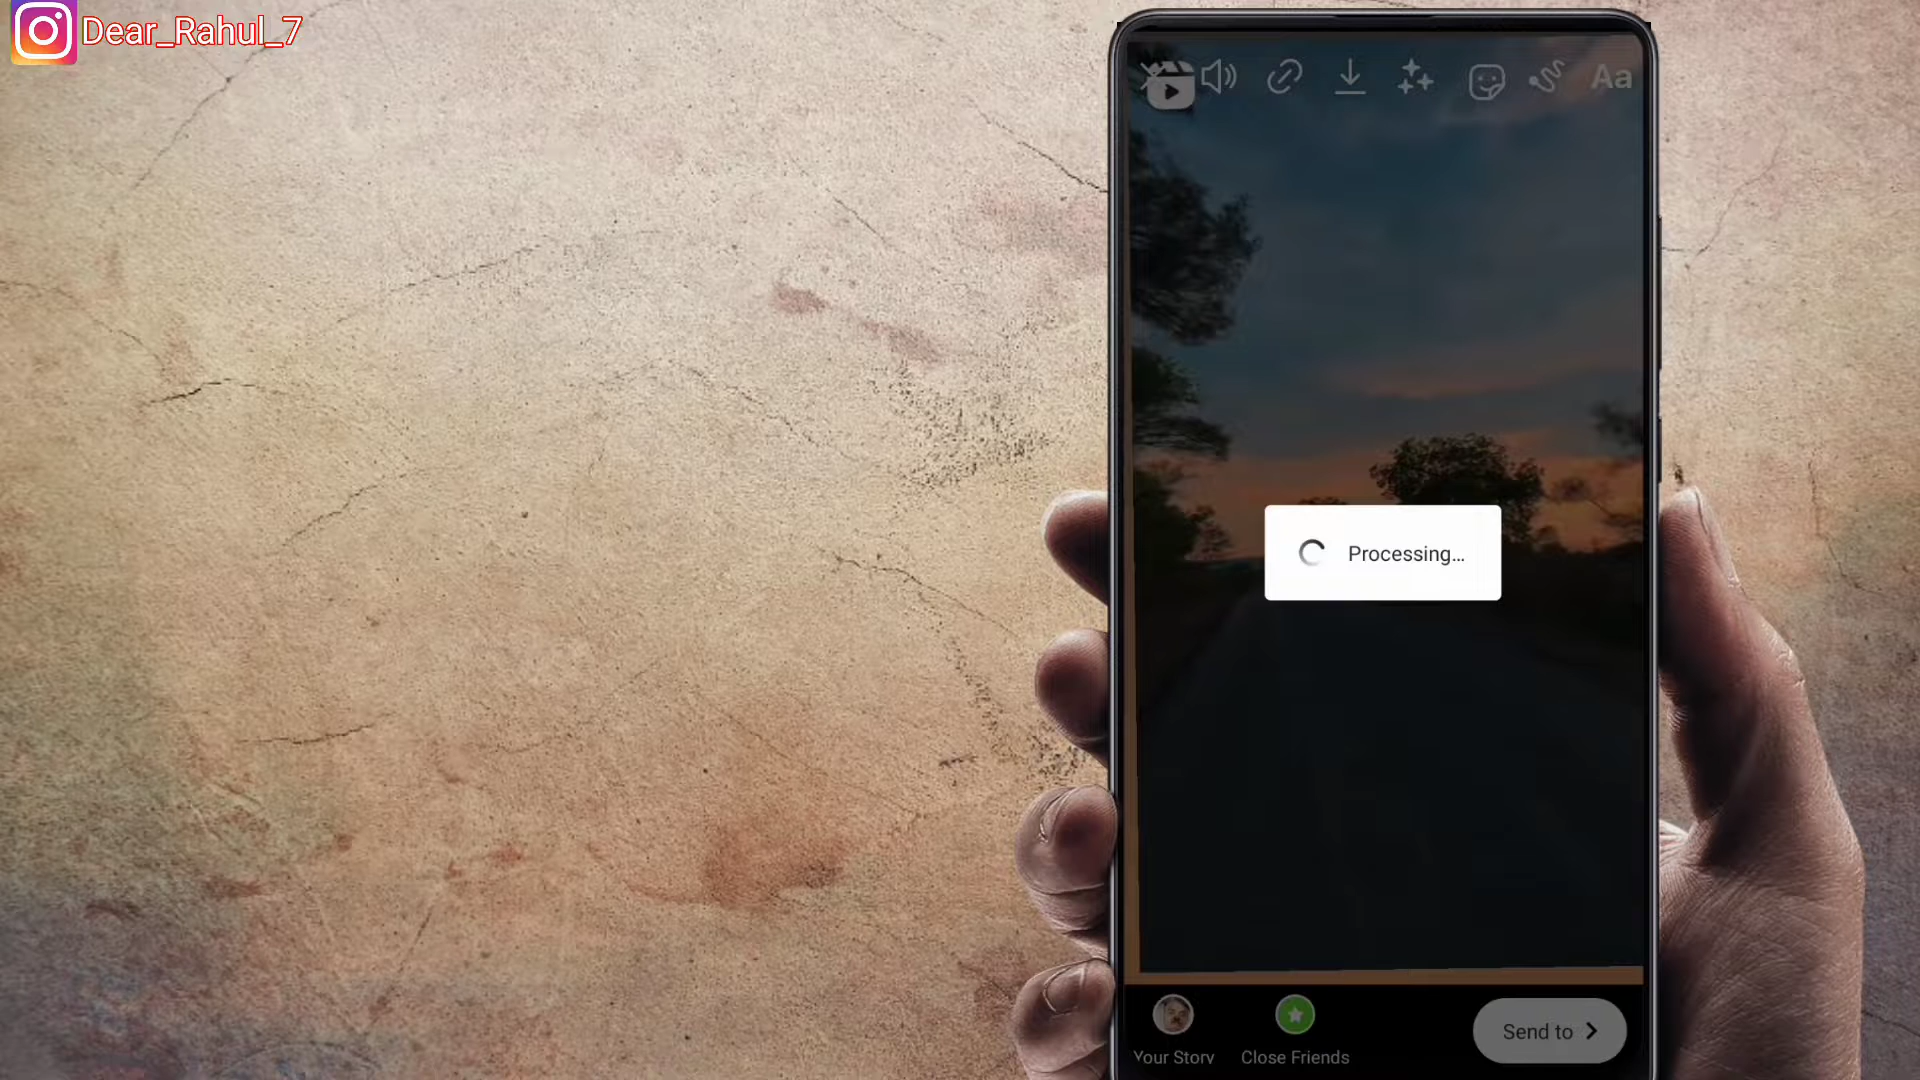 Dear_Rahul_7
Aa
Processing...
Your Story
Close Friends
Send to